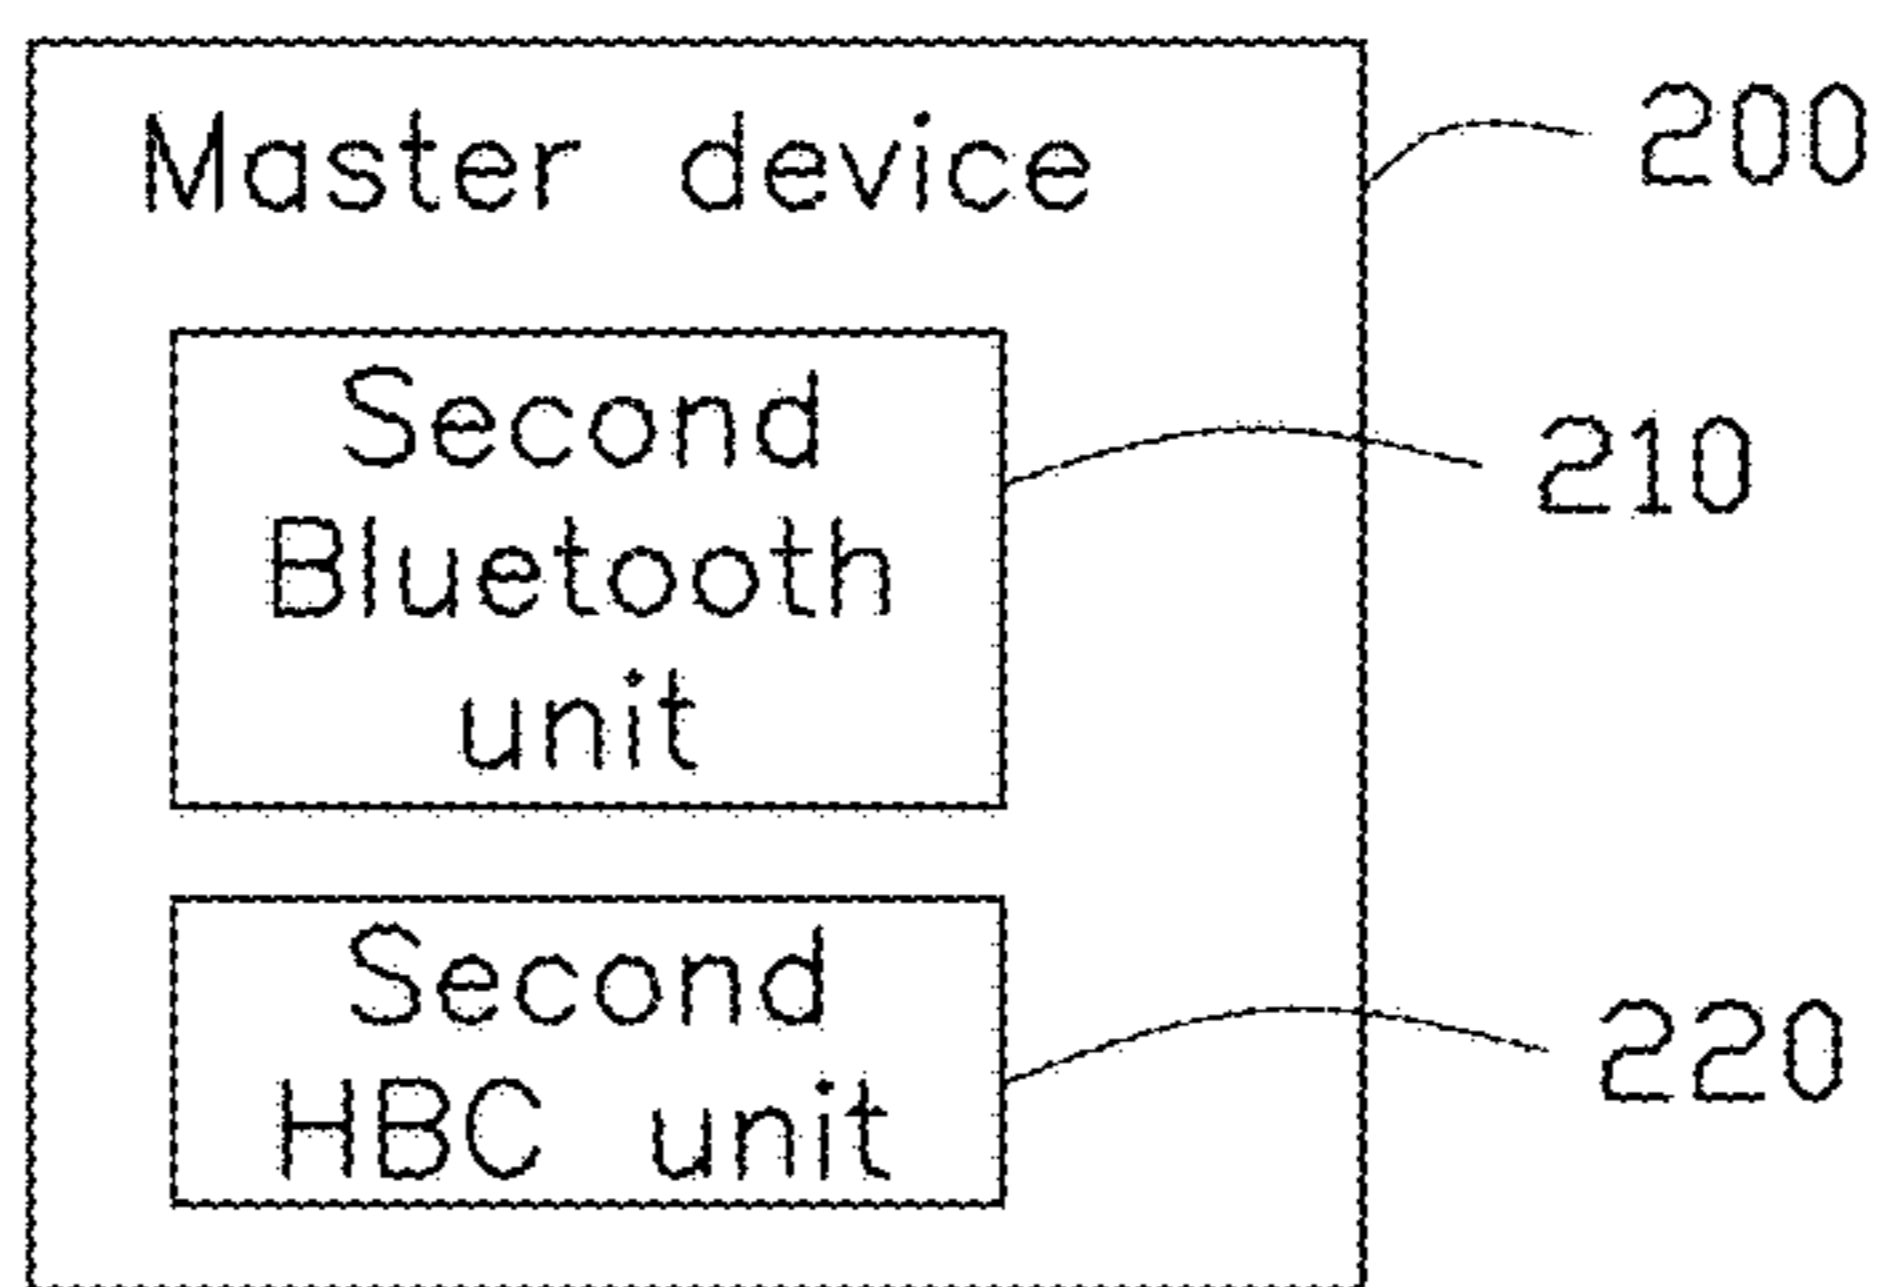 Master device
200
Second
Bluetooth
unit
210
Second
HBC unit
220